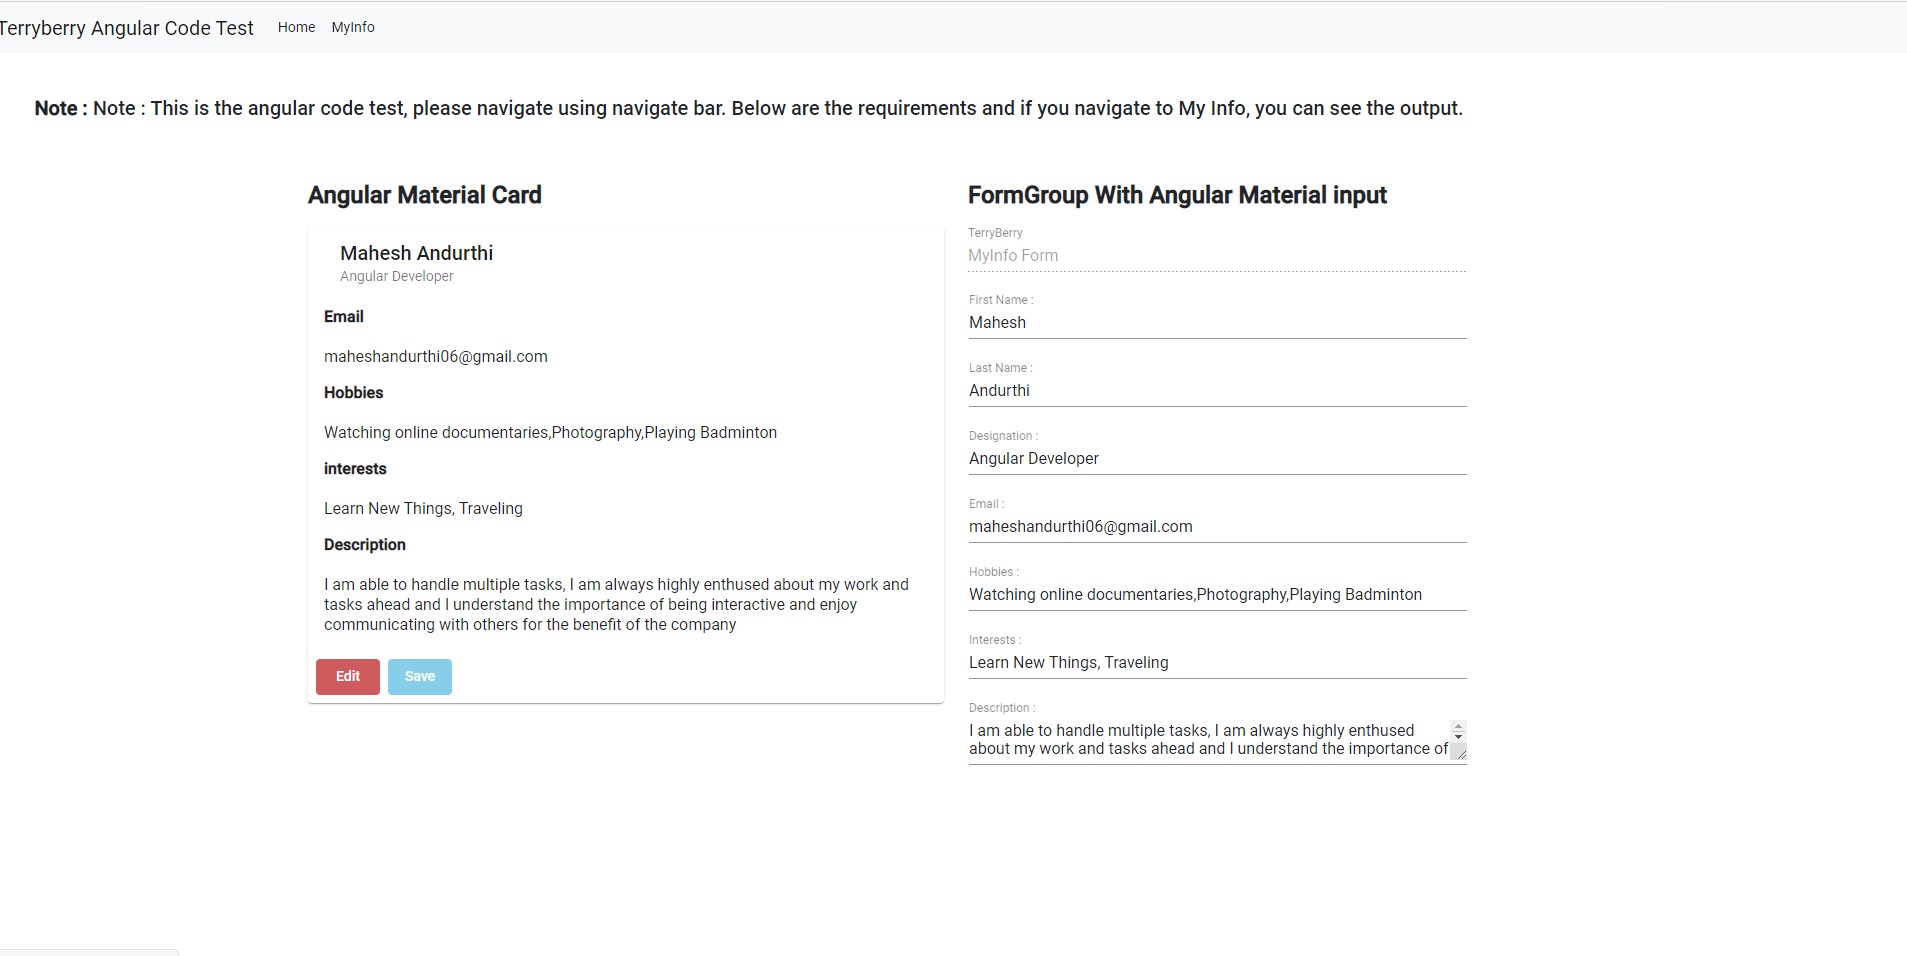 Terryberry Angular Code Test Home MyInfo
Note : Note : This is the angular code test, please navigate using navigate bar. Below are the requirements and if you navigate to My Info, you can see the output.
Angular Material Card
Mahesh Andurthi
Angular Developer
Email
maheshandurthi06@gmail.com
Hobbies
Watching online documentaries,Photography,Playing Badminton
interests
Learn New Things, Traveling
Description
I am able to handle multiple tasks, I am always highly enthused about my work and
tasks ahead and I understand the importance of being interactive and enjoy
communicating with others for the benefit of the company
Edit Save
FormGroup With Angular Material input
TerryBerry
MyInfo Form
First Name :
Mahesh
Last Name :
Andurthi
Designation :
Angular Developer
Email :
maheshandurthi06@gmail.com
Hobbies :
Watching online documentaries,Photography,Playing Badminton
Interests :
Learn New Things, Traveling
Description :
I am able to handle multiple tasks, I am always highly enthused
about my work and tasks ahead and I understand the importance of